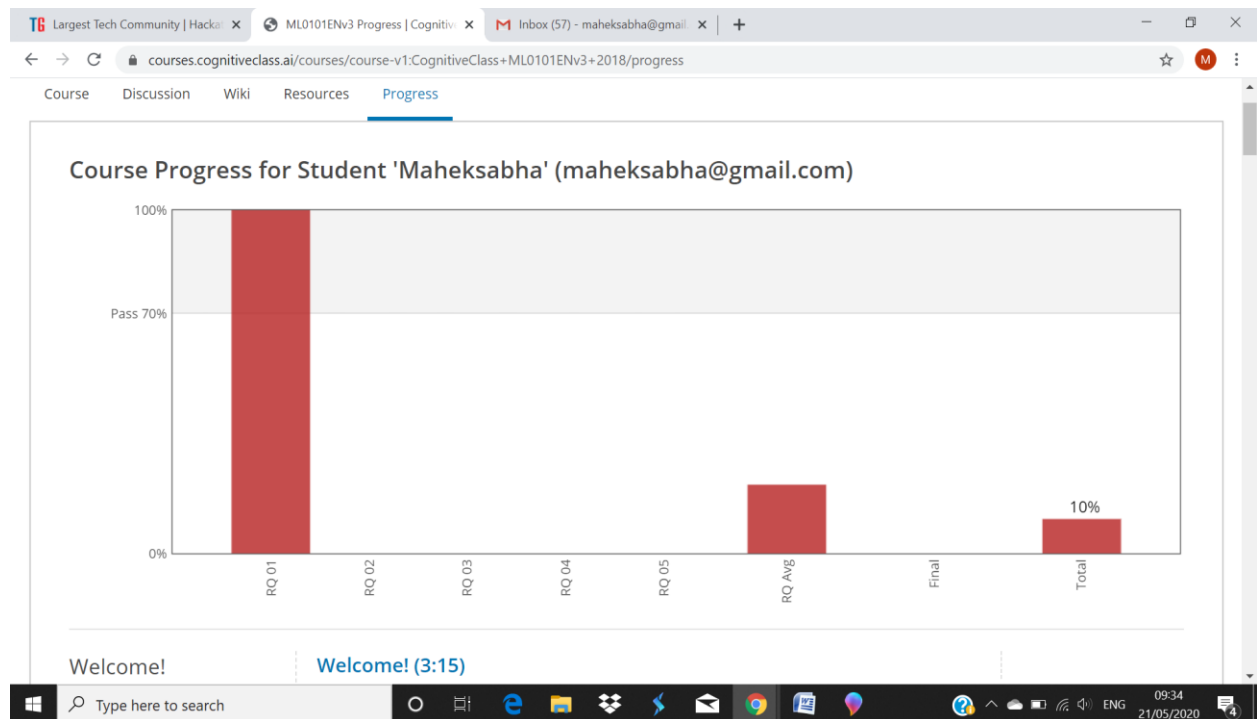 TG Largest Tech Community | Hacka
ML0101ENv3 Progress | Cognitiv
Inbox (57) - maheksabha@gmail.
courses.cognitiveclass.ai/courses/course-v1:CognitiveClass+ML0101ENv3+2018/progress
M
Course Discussion Wiki Resources Progress
Course Progress for Student 'Maheksabha' (maheksabha@gmail.com)
100%
Pass 70%
10%
0%
RQ 01
RQ 02
RQ 03
RQ 04
RQ 05
RQ Avg
Final
Total
Welcome!
Welcome! (3:15)
Type here to search
ENG
09:34
21/05/2020
4